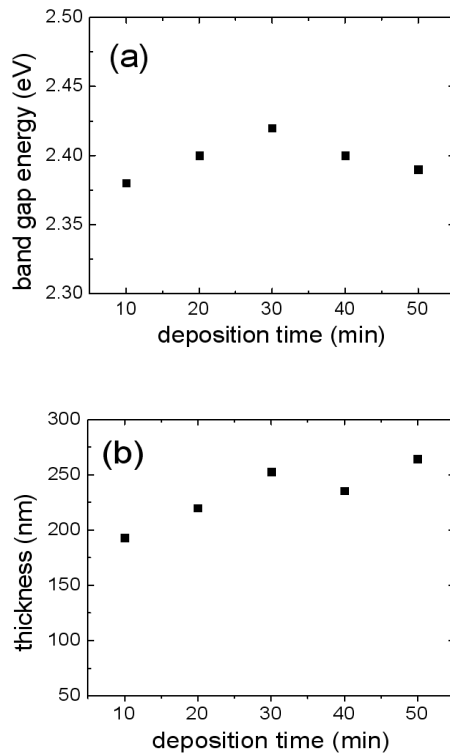 (a)
band gap energy (eV)
2.50
2.45
2.40
2.35
2.30
10 20 30 40 50
deposition time (min)
(b)
thickness (nm)
300
250
200
150
100
50
10 20 30 40 50
deposition time (min)